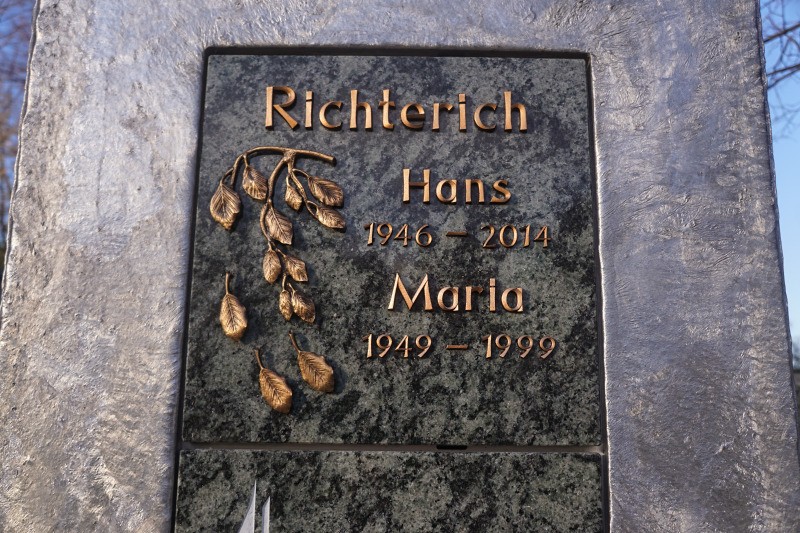 Richterich
Hans
1946 – 2014
Maria
1949 – 1999